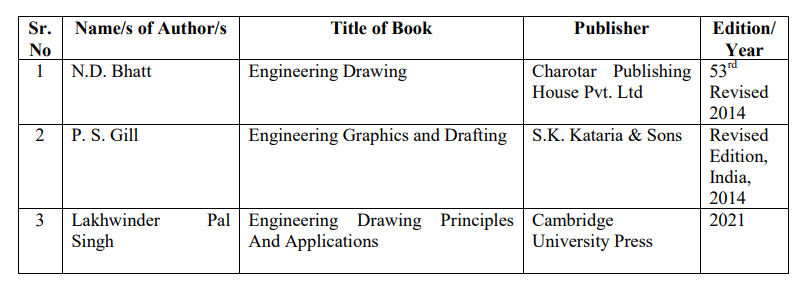 Sr. No Name/s of Author/s Title of Book Publisher Edition/ Year
1 N.D. Bhatt Engineering Drawing Charotar Publishing House Pvt. Ltd 53rd Revised 2014
2 P. S. Gill Engineering Graphics and Drafting S.K. Kataria & Sons Revised Edition, India, 2014
3 Lakhwinder Pal Singh Engineering Drawing Principles And Applications Cambridge University Press 2021